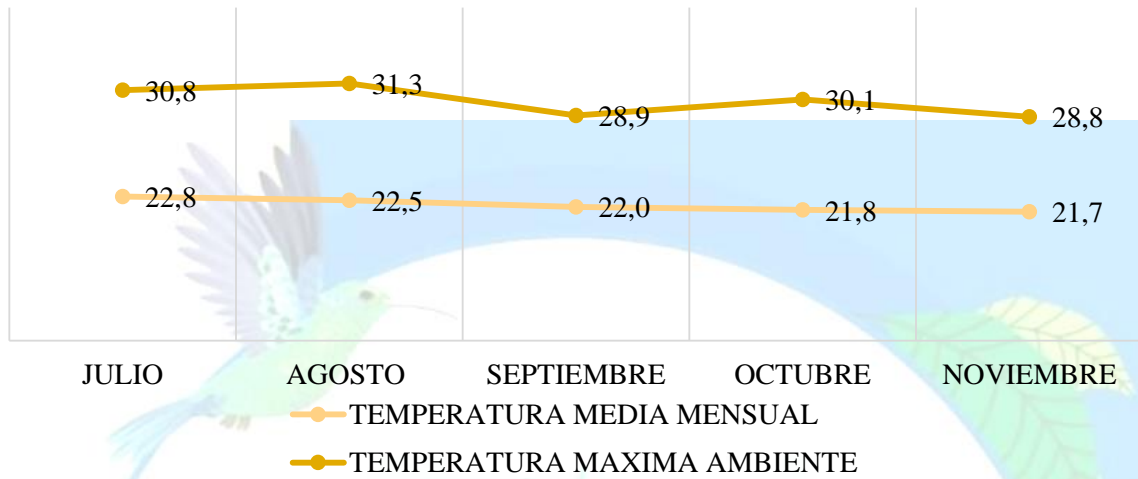 30,8 31,3 28,9 30,1 28,8
22,8 22,5 22,0 21,8 21,7
JULIO AGOSTO SEPTIEMBRE OCTUBRE NOVIEMBRE
TEMPERATURA MEDIA MENSUAL
TEMPERATURA MAXIMA AMBIENTE